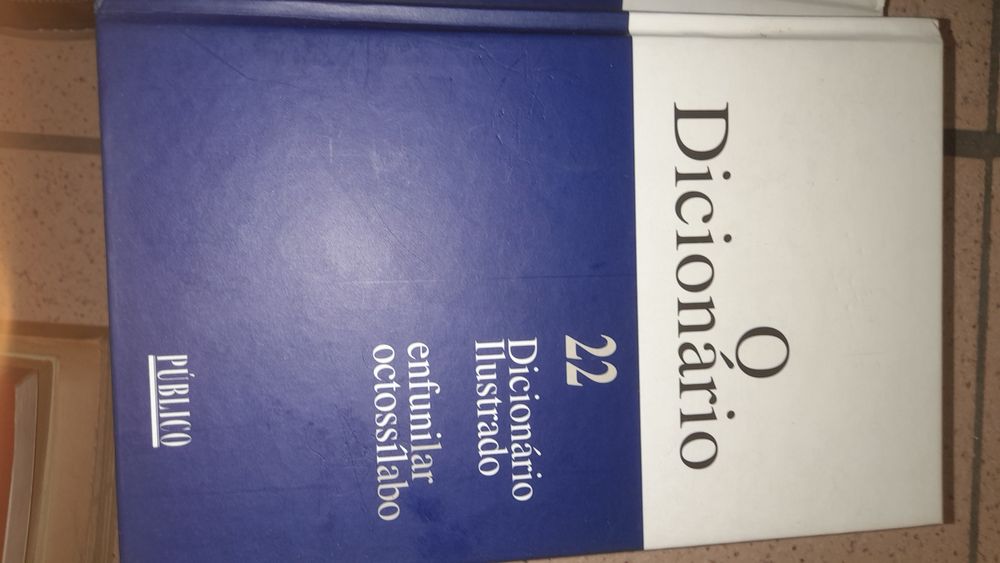 O
Dicionário
22
Dicionário
Ilustrado
enfunilar
octossílabo
PÚBLICO